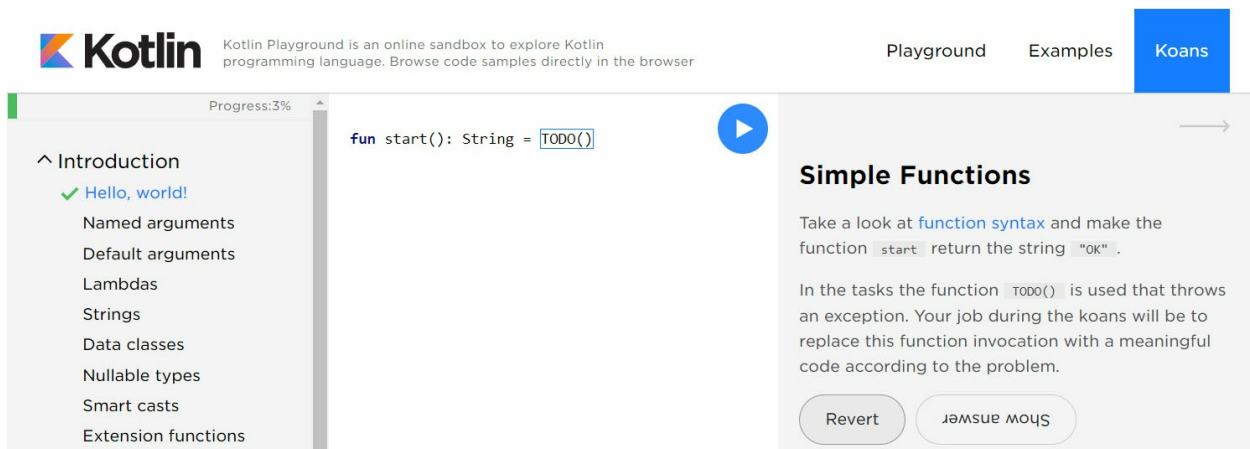 Kotlin
Kotlin Playground is an online sandbox to explore Kotlin
programming language. Browse code samples directly in the browser
Playground
Examples
Koans
Progress:3%
Introduction
Hello, world!
Named arguments
Default arguments
Lambdas
Strings
Data classes
Nullable types
Smart casts
Extension functions
fun start(): String = TODO()
Simple Functions
Take a look at function syntax and make the
function start return the string "OK" .
In the tasks the function TODO() is used that throws
an exception. Your job during the koans will be to
replace this function invocation with a meaningful
code according to the problem.
Revert
Show answer